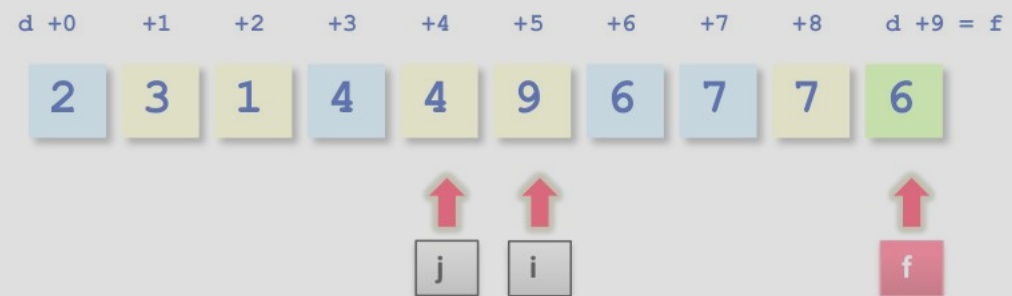 d +0 +1 +2 +3 +4 +5 +6 +7 +8 d +9 = f
2 3 1 4 4 9 6 7 7 6
j i f